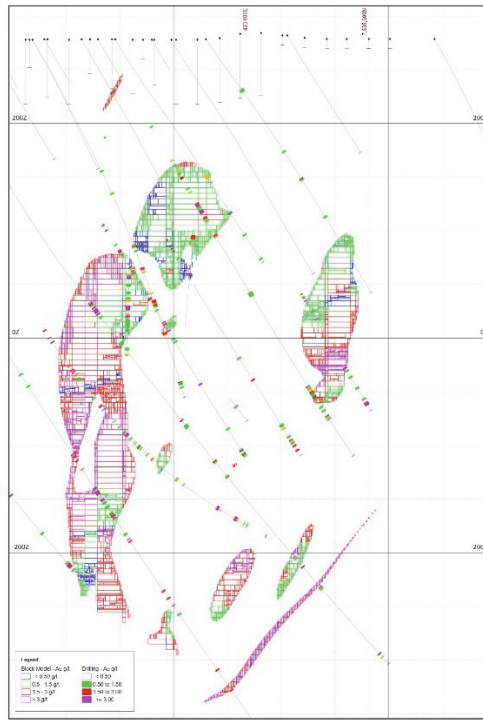 200Z
200
0Z
0
200Z
-200
Legend
Block Model - Au g/t
Drilling - Au g/t
< 0.50 g/t
< 0.50
0.5 - 1.5 g/t
0.50 to 1.50
1.5 - 3 g/t
1.50 to 3.00
> 3 g/t
>= 3.00